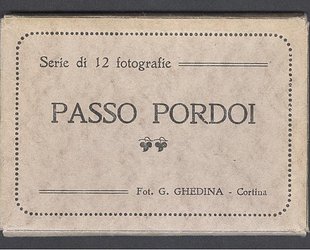 Serie di 12 fotografie
PASSO PORDOI
Fot. G. GHEDINA - Cortina